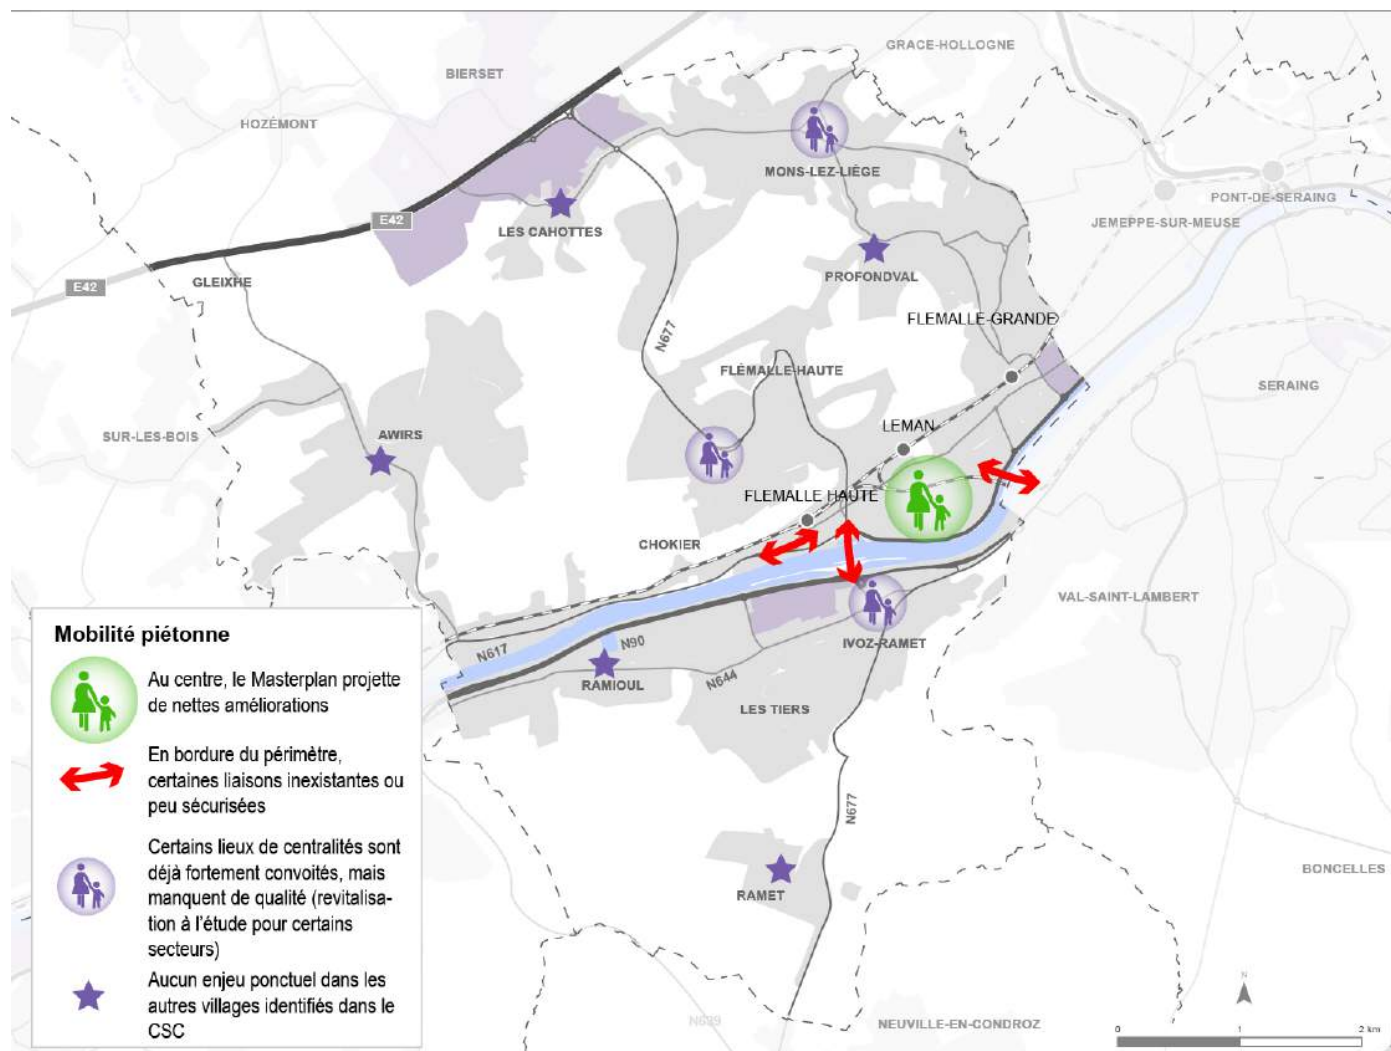 GRACE-HOLLOGNE
BIERSET
HOZÉMONT
MONS-LEZ-LIÈGE
PONT-DE-SERAING
JEMEPPE-SUR-MEUSE
E42
LES CAHOTTES
PROFONDVAL
GLEIXHE
E42
FLEMALLE-GRANDE
N677
FLÉMALLE-HAUTE
SERAING
LEMAN
AWIRS
SUR-LES-BOIS
FLEMALLE HAUTE
CHOKIER
VAL-SAINT-LAMBERT
IVOZ-RAMET
N617
N90
RAMIOUL
N644
LES TIERS
N677
BONCELLES
RAMET
N639
NEUVILLE-EN-CONDROZ
Mobilité piétonne
Au centre, le Masterplan projette
de nettes améliorations
En bordure du périmètre,
certaines liaisons inexistantes ou
peu sécurisées
Certains lieux de centralités sont
déjà fortement convoités, mais
manquent de qualité (revitalisa-
tion à l'étude pour certains
secteurs)
Aucun enjeu ponctuel dans les
autres villages identifiés dans le
CSC
N
0 1 2 km